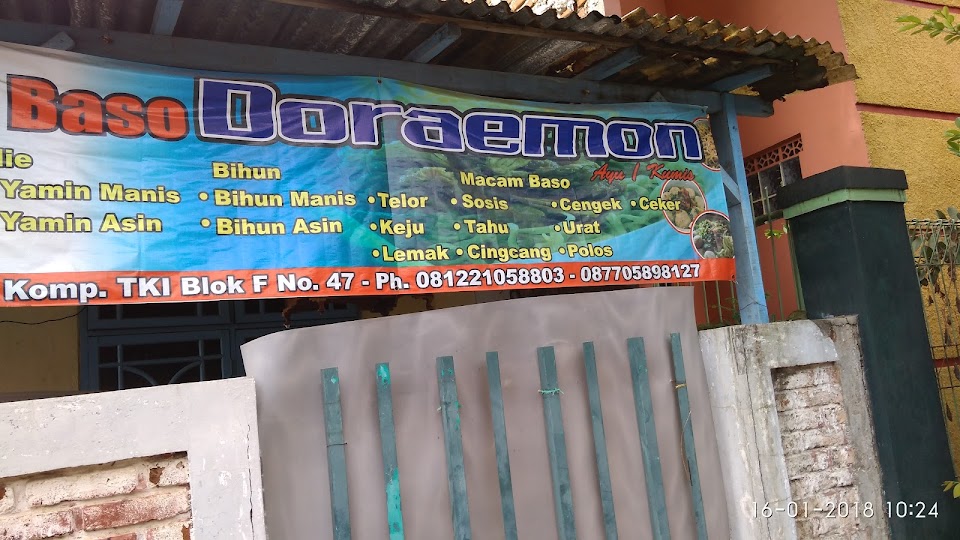 Baso Doraemon
Ayu / Kumis
Bihun
Macam Baso
Yamin Manis • Bihun Manis • Telor • Sosis • Cengek • Ceker
Yamin Asin • Bihun Asin • Keju • Tahu • Urat
• Lemak • Cingcang • Polos
Komp. TKI Blok F No. 47 - Ph. 081221058803 - 087705898127
16-01-2018 10:24